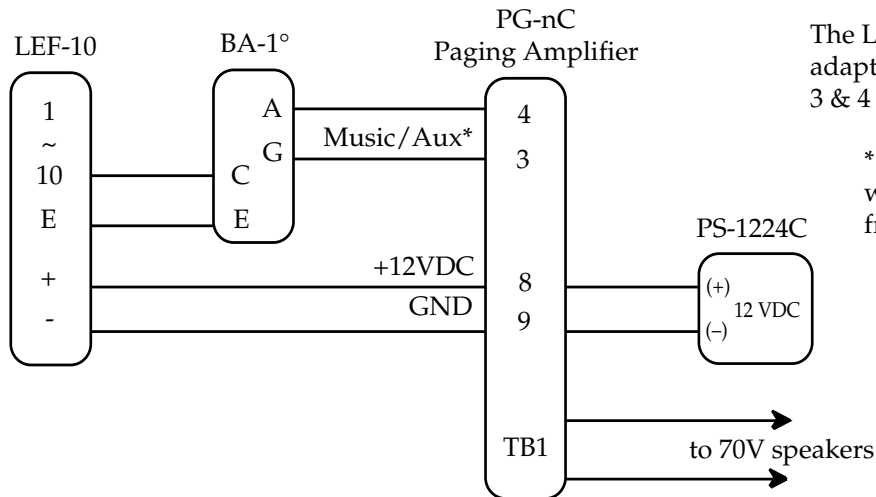 PG-nC
Paging Amplifier
LEF-10
BA-1°
The L
adapt
3 & 4
1
~
10
E
+
-
A
G
C
E
Music/Aux*
4
3
*
w
fr
PS-1224C
+12VDC
GND
8
9
(+)
12 VDC
(–)
TB1
to 70V speakers